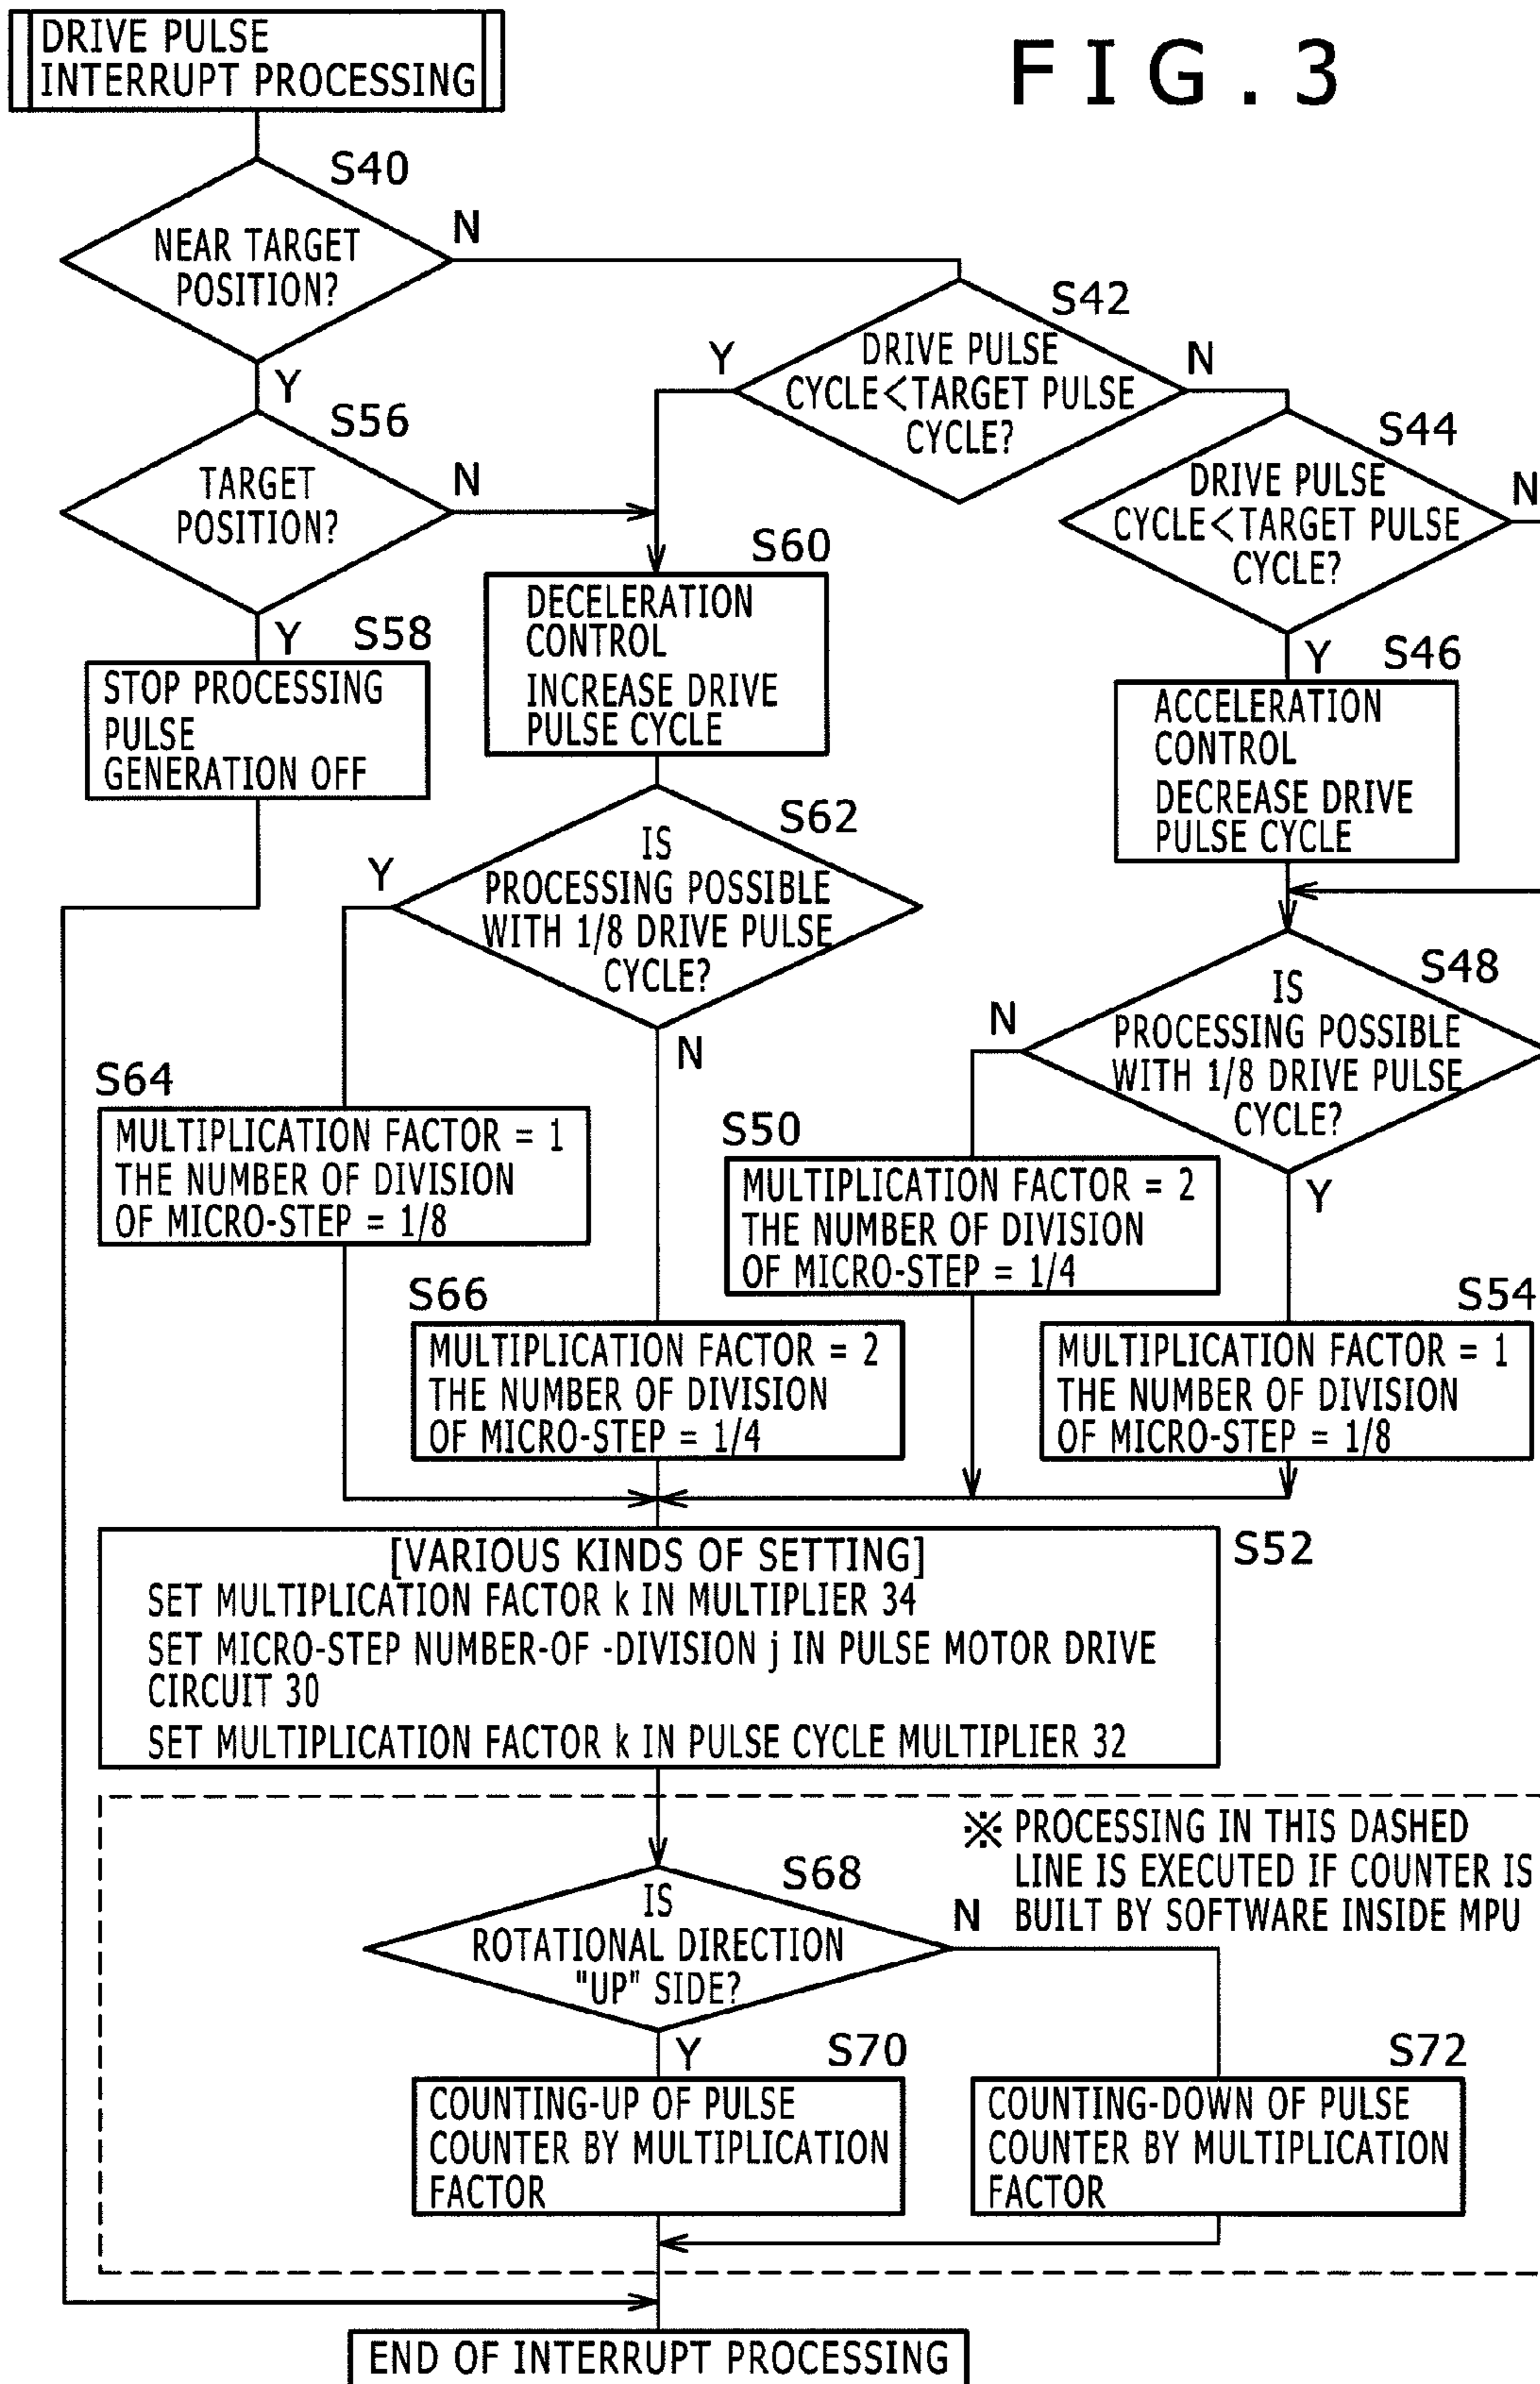 DRIVE PULSE
INTERRUPT PROCESSING
FIG.3
S40
NEAR TARGET
POSITION?
N
Y
S42
DRIVE PULSE
CYCLE<TARGET PULSE
CYCLE?
Y
N
S56
TARGET
POSITION?
N
Y
S44
DRIVE PULSE
CYCLE<TARGET PULSE
CYCLE?
N
Y
S58
STOP PROCESSING
PULSE
GENERATION OFF
S60
DECELERATION
CONTROL
INCREASE DRIVE
PULSE CYCLE
S46
ACCELERATION
CONTROL
DECREASE DRIVE
PULSE CYCLE
S62
IS
PROCESSING POSSIBLE
WITH 1/8 DRIVE PULSE
CYCLE?
Y
N
S48
IS
PROCESSING POSSIBLE
WITH 1/8 DRIVE PULSE
CYCLE?
N
Y
S64
MULTIPLICATION FACTOR = 1
THE NUMBER OF DIVISION
OF MICRO-STEP = 1/8
S50
MULTIPLICATION FACTOR = 2
THE NUMBER OF DIVISION
OF MICRO-STEP = 1/4
S66
MULTIPLICATION FACTOR = 2
THE NUMBER OF DIVISION
OF MICRO-STEP = 1/4
S54
MULTIPLICATION FACTOR = 1
THE NUMBER OF DIVISION
OF MICRO-STEP = 1/8
S52
[VARIOUS KINDS OF SETTING]
SET MULTIPLICATION FACTOR k IN MULTIPLIER 34
SET MICRO-STEP NUMBER-OF -DIVISION j IN PULSE MOTOR DRIVE
CIRCUIT 30
SET MULTIPLICATION FACTOR k IN PULSE CYCLE MULTIPLIER 32
※ PROCESSING IN THIS DASHED
LINE IS EXECUTED IF COUNTER IS
BUILT BY SOFTWARE INSIDE MPU
S68
IS
ROTATIONAL DIRECTION
"UP" SIDE?
N
Y
S70
COUNTING-UP OF PULSE
COUNTER BY MULTIPLICATION
FACTOR
S72
COUNTING-DOWN OF PULSE
COUNTER BY MULTIPLICATION
FACTOR
END OF INTERRUPT PROCESSING